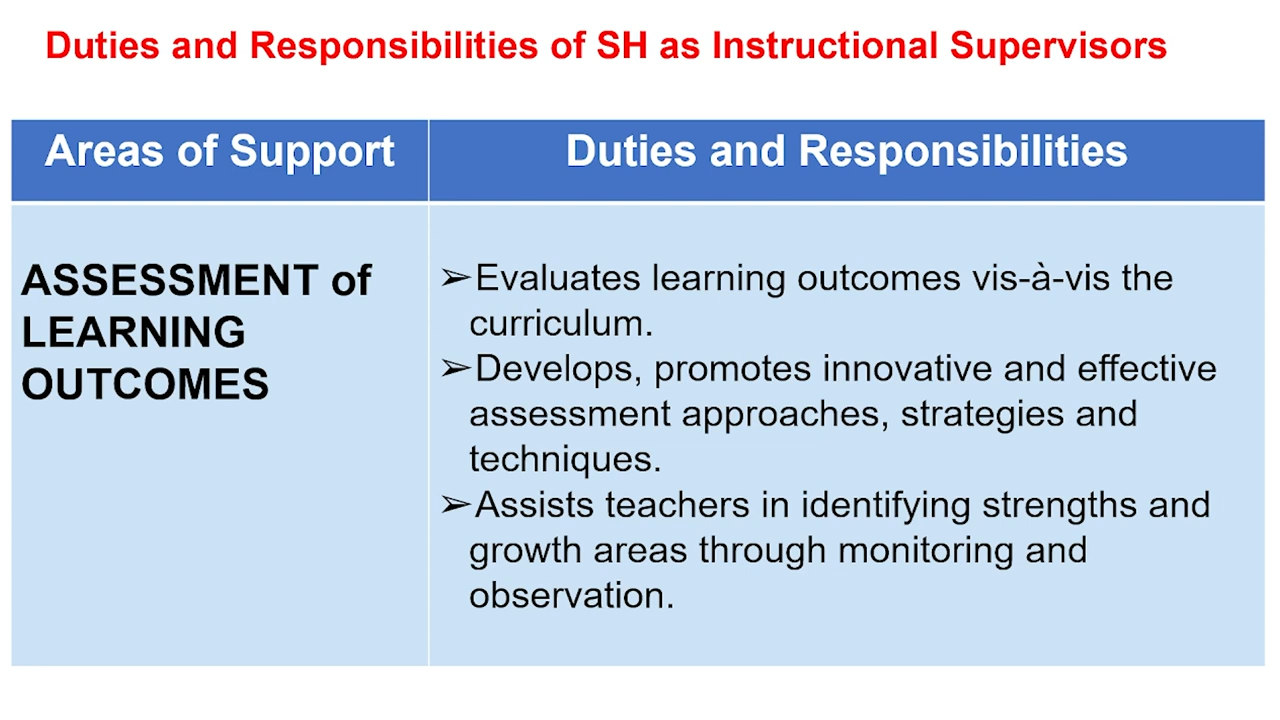 Duties and Responsibilities of SH as Instructional Supervisors
Areas of Support
Duties and Responsibilities
ASSESSMENT of
LEARNING
OUTCOMES
➢Evaluates learning outcomes vis-à-vis the
curriculum.
➢Develops, promotes innovative and effective
assessment approaches, strategies and
techniques.
➢Assists teachers in identifying strengths and
growth areas through monitoring and
observation.